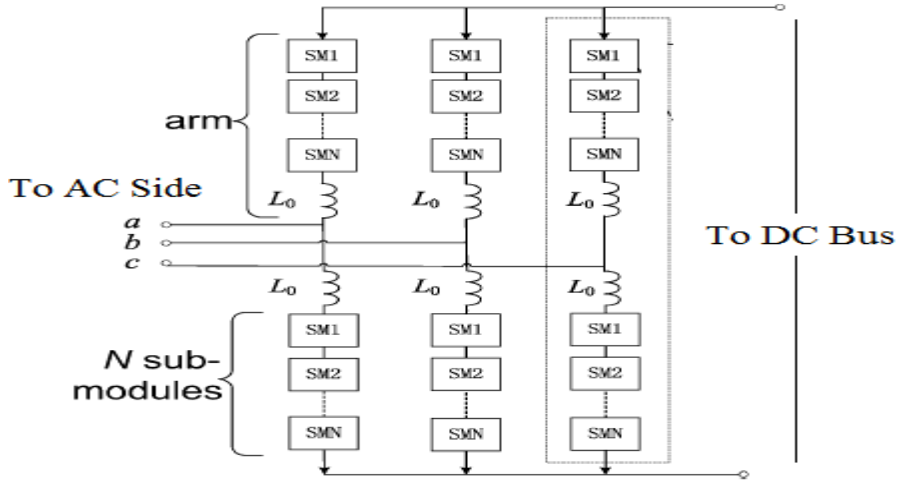 SM1 SM1 SM1
SM2 SM2 SM2
arm
SMN SMN SMN
To AC Side
L0 L0 L0
a
To DC Bus
b
c
L0 L0 L0
SM1 SM1 SM1
N sub-
modules
SM2 SM2 SM2
SMN SMN SMN